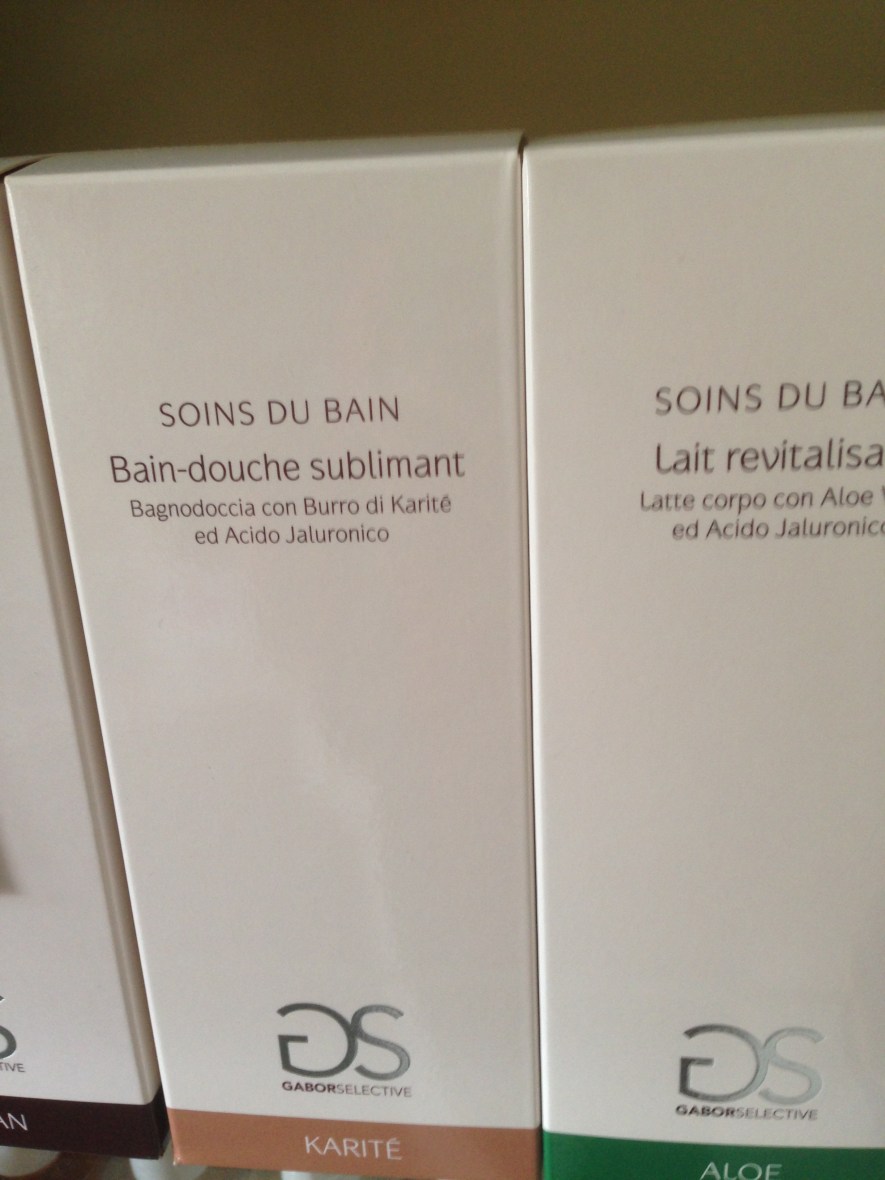 SOINS DU BAIN
Bain-douche sublimant
Bagnodoccia con Burro di Karité
ed Acido Jaluronico
GS
GABORSELECTIVE
KARITÉ
SOINS DU BA
Lait revitalisa
Latte corpo con Aloe
ed Acido Jaluronico
GS
GABORSELECTIVE
ALOE